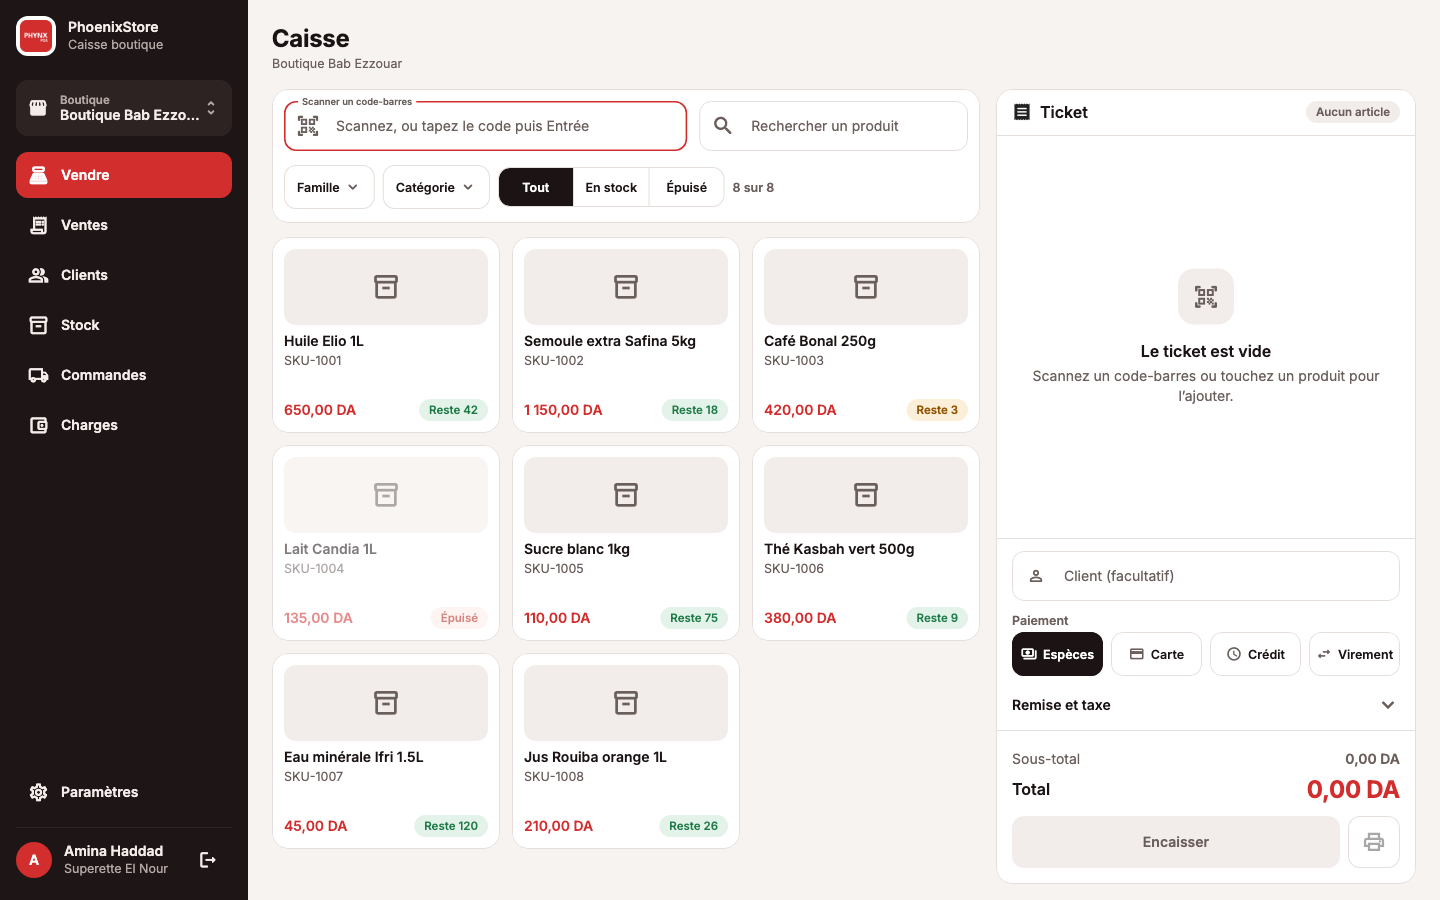 PHYNX
POS
PhoenixStore
Caisse boutique
Boutique
Boutique Bab Ezzo...
Vendre
Ventes
Clients
Stock
Commandes
Charges
Paramètres
A
Amina Haddad
Superette El Nour
Caisse
Boutique Bab Ezzouar
Scanner un code-barres
Scannez, ou tapez le code puis Entrée
Rechercher un produit
Famille
Catégorie
Tout
En stock
Épuisé
8 sur 8
Huile Elio 1L
SKU-1001
650,00 DA
Reste 42
Semoule extra Safina 5kg
SKU-1002
1 150,00 DA
Reste 18
Café Bonal 250g
SKU-1003
420,00 DA
Reste 3
Lait Candia 1L
SKU-1004
135,00 DA
Épuisé
Sucre blanc 1kg
SKU-1005
110,00 DA
Reste 75
Thé Kasbah vert 500g
SKU-1006
380,00 DA
Reste 9
Eau minérale Ifri 1.5L
SKU-1007
45,00 DA
Reste 120
Jus Rouiba orange 1L
SKU-1008
210,00 DA
Reste 26
Ticket
Aucun article
Le ticket est vide
Scannez un code-barres ou touchez un produit pour
l’ajouter.
Client (facultatif)
Paiement
Espèces
Carte
Crédit
Virement
Remise et taxe
Sous-total
0,00 DA
Total
0,00 DA
Encaisser